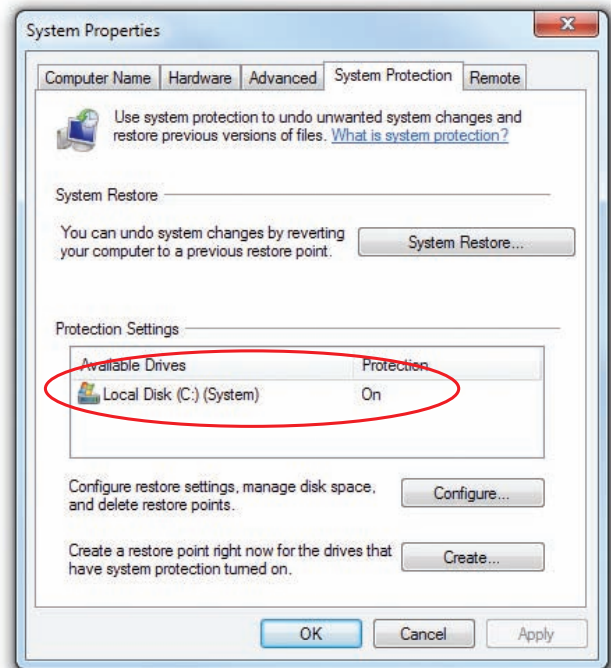 System Properties
Computer Name Hardware Advanced System Protection Remote
Use system protection to undo unwanted system changes and
restore previous versions of files. What is system protection?
System Restore
You can undo system changes by reverting
your computer to a previous restore point.
System Restore...
Protection Settings
Available Drives Protection
Local Disk (C:) (System) On
Configure restore settings, manage disk space,
and delete restore points.
Configure...
Create a restore point right now for the drives that
have system protection turned on.
Create...
OK Cancel Apply